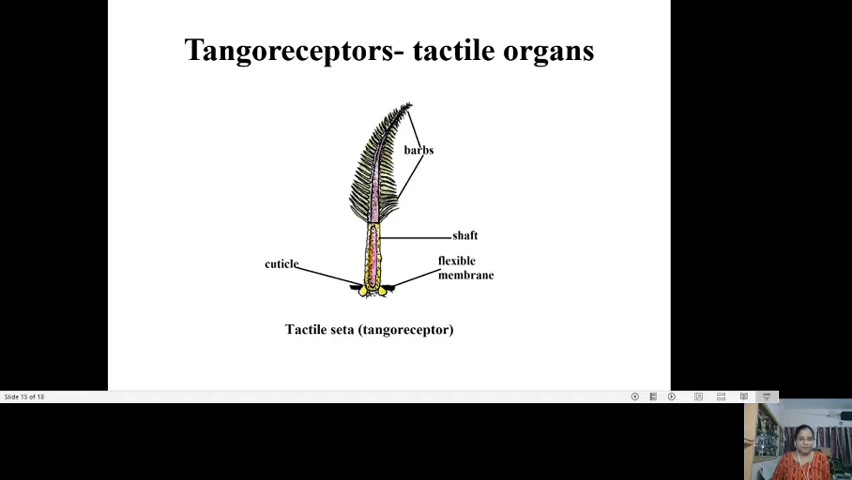 Tangoreceptors- tactile organs
barbs
shaft
cuticle
flexible
membrane
Tactile seta (tangoreceptor)
Slide 15 of 18